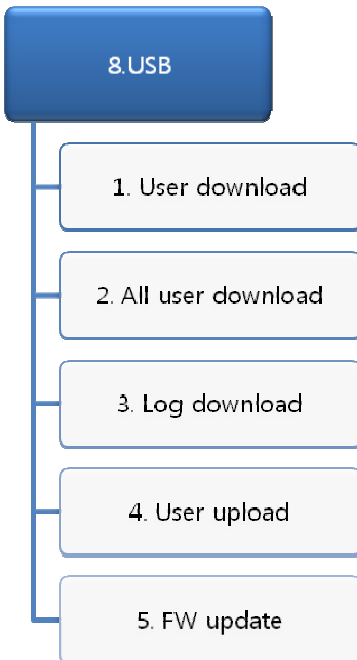 8.USB
1. User download
2. All user download
3. Log download
4. User upload
5. FW update